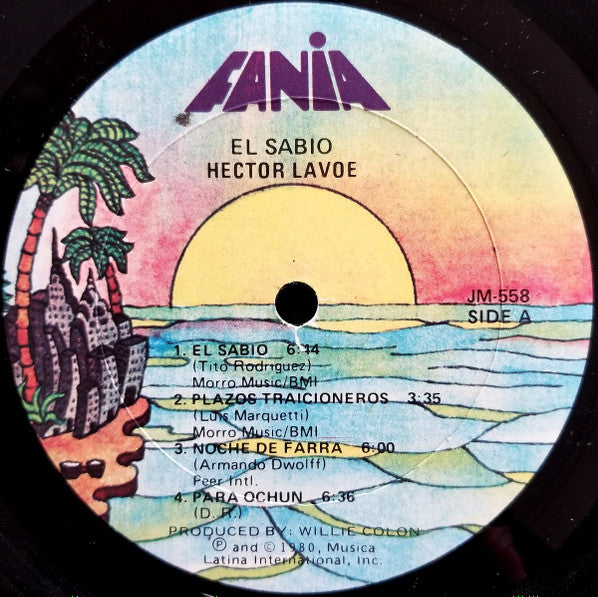 FANIA
EL SABIO
HECTOR LAVOE
JM-558
SIDE A
1. EL SABIO 6:44
(Tito Rodriguez)
Morro Music/BMI
2. PLAZOS TRAICIONEROS 3:35
(Luis Marquetti)
Morro Music/BMI
3. NOCHE DE FARRA 6:00
(Armando Dwolff)
Peer Intl.
4. PARA OCHUN 6:36
(D. R.)
PRODUCED BY: WILLIE COLON
Ⓟ and © 1980, Musica
Latina International, Inc.